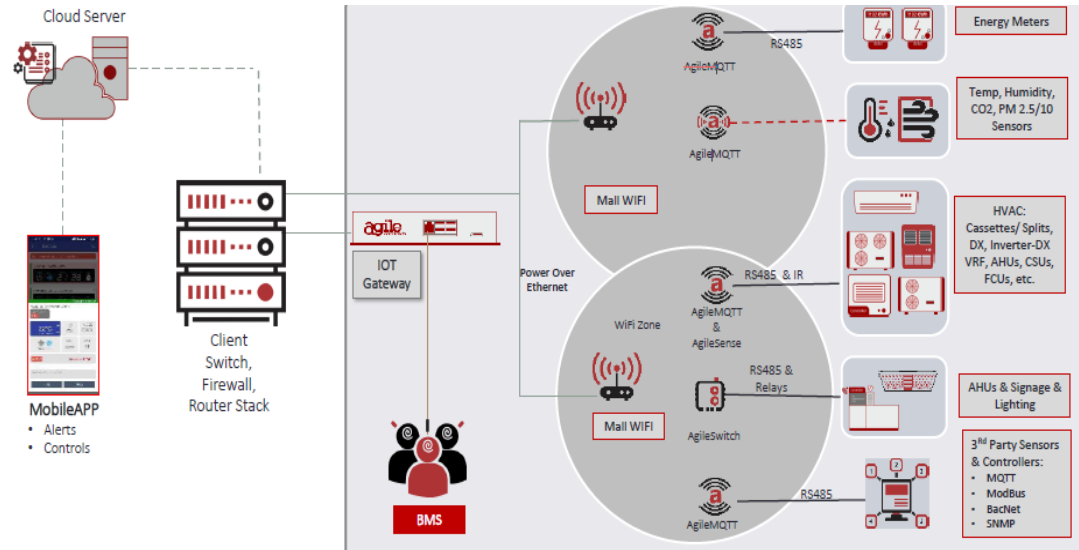 Cloud Server
MobileAPP
• Alerts
• Controls
Client
Switch,
Firewall,
Router Stack
agile
IOT
Gateway
BMS
Power Over
Ethernet
Mall WIFI
AgileMQTT
RS485
AgileMQTT
WiFi Zone
Mall WIFI
RS485 & IR
AgileMQTT
&
AgileSense
RS485 &
Relays
AgileSwitch
AgileMQTT
RS485
Energy Meters
Temp, Humidity,
CO2, PM 2.5/10
Sensors
HVAC:
Cassettes/ Splits,
DX, Inverter-DX
VRF, AHUs, CSUs,
FCUs, etc.
AHUs & Signage &
Lighting
3Rd Party Sensors
& Controllers:
• MQTT
• ModBus
• BacNet
• SNMP